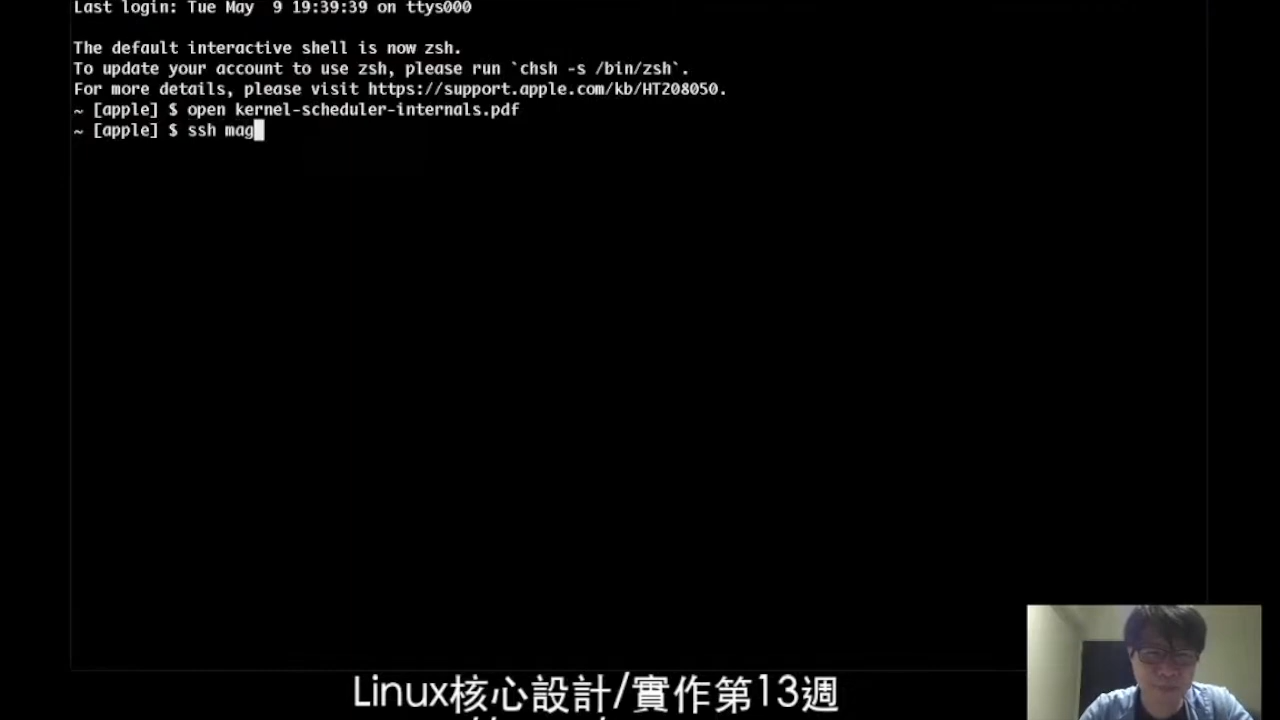 Last login: Tue May  9 19:39:39 on ttys000
The default interactive shell is now zsh.
To update your account to use zsh, please run `chsh -s /bin/zsh`.
For more details, please visit https://support.apple.com/kb/HT208050.
~ [apple] $ open kernel-scheduler-internals.pdf
~ [apple] $ ssh mag
Linux核心設計/實作第13週